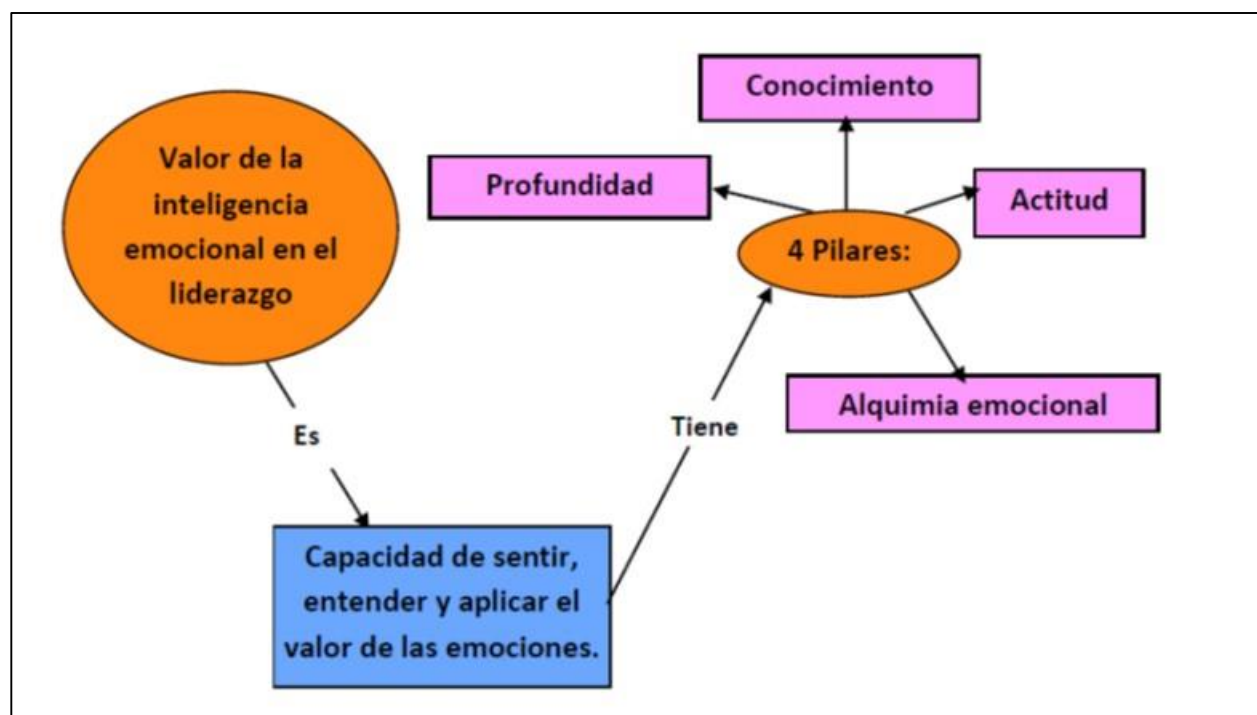 Valor de la
inteligencia
emocional en el
liderazgo
Es
Capacidad de sentir,
entender y aplicar el
valor de las emociones.
Tiene
4 Pilares:
Profundidad
Conocimiento
Actitud
Alquimia emocional